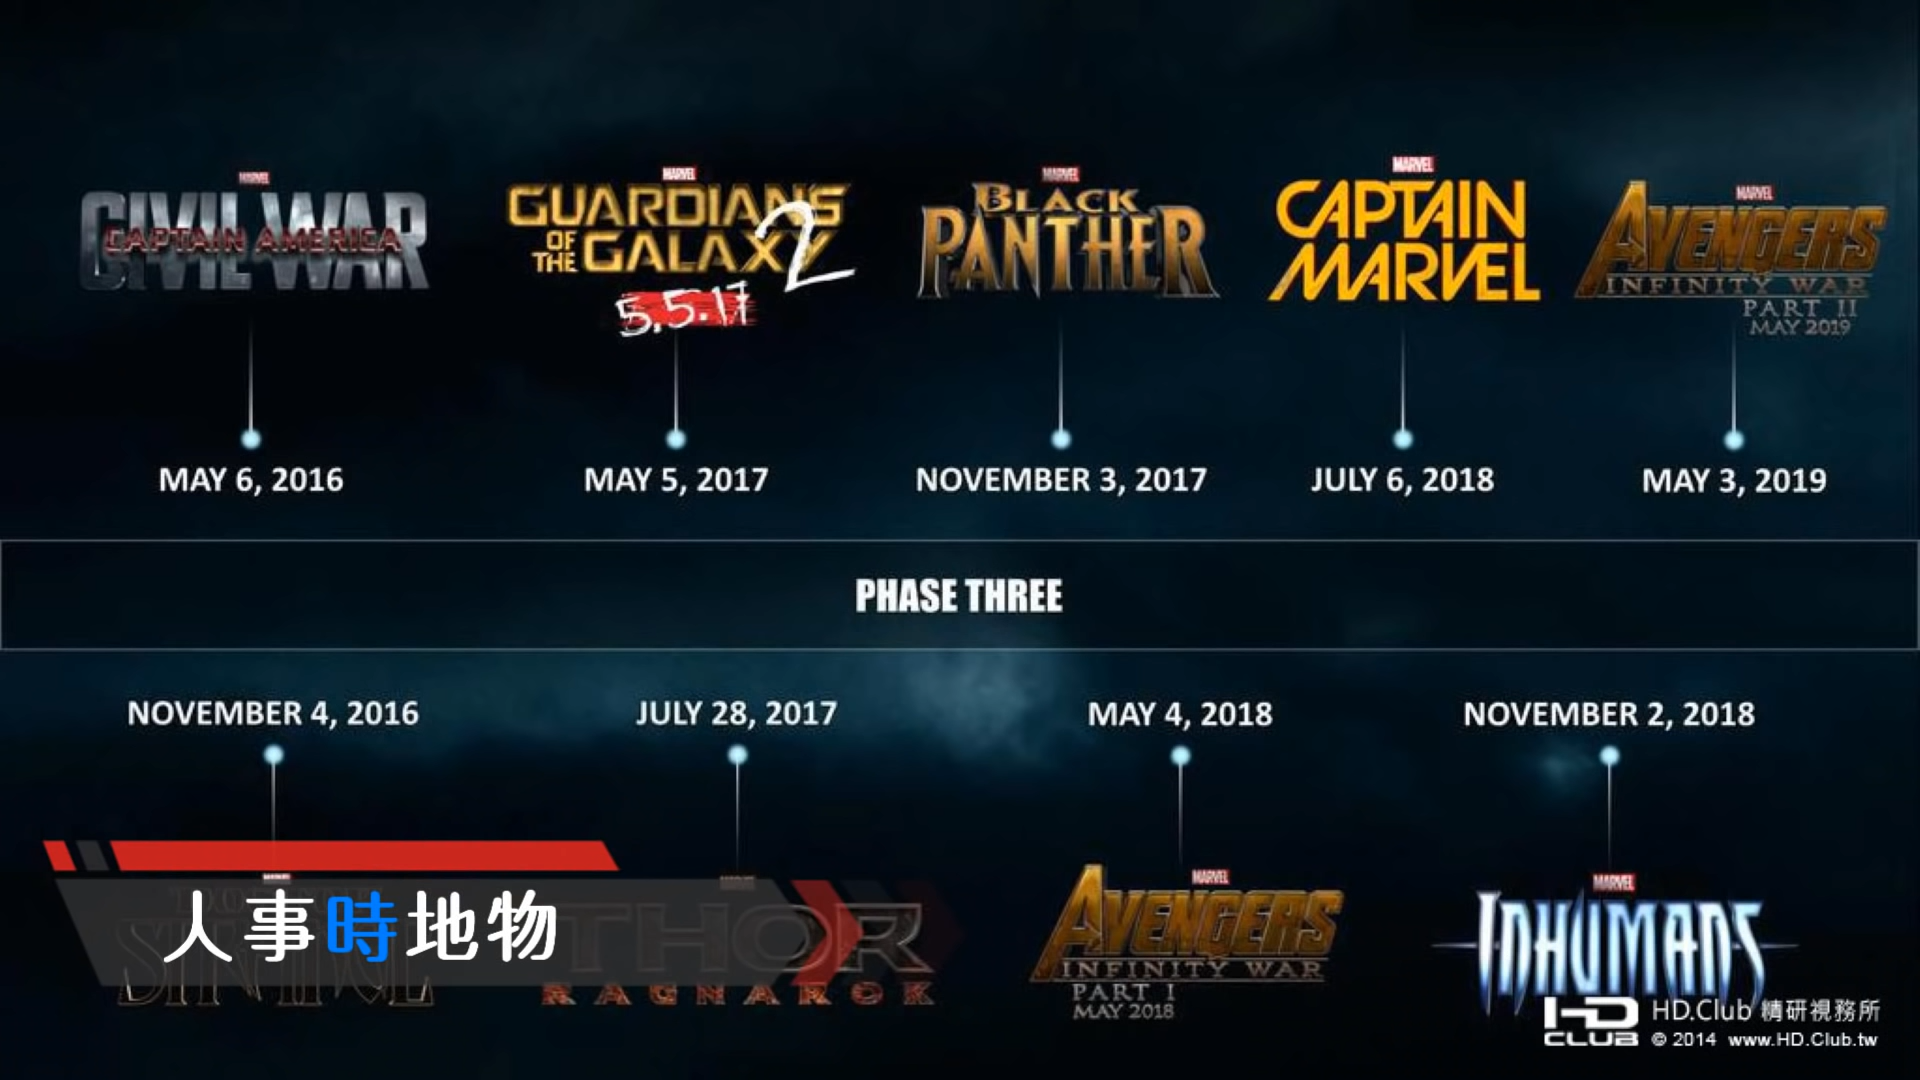 MARVEL
CIVIL WAR
CAPTAIN AMERICA
MARVEL
GUARDIANS
OF
THE GALAXY 2
5.5.17
MARVEL
BLACK
PANTHER
MARVEL
CAPTAIN
MARVEL
MARVEL
AVENGERS
INFINITY WAR
PART II
MAY 2019
MAY 6, 2016
MAY 5, 2017
NOVEMBER 3, 2017
JULY 6, 2018
MAY 3, 2019
PHASE THREE
NOVEMBER 4, 2016
JULY 28, 2017
MAY 4, 2018
NOVEMBER 2, 2018
MARVEL
人事時地物
THOR
RAGNAROK
MARVEL
AVENGERS
INFINITY WAR
PART I
MAY 2018
MARVEL
INHUMANS
HD CLUB
HD.Club 精研視務所
© 2014 www.HD.Club.tw